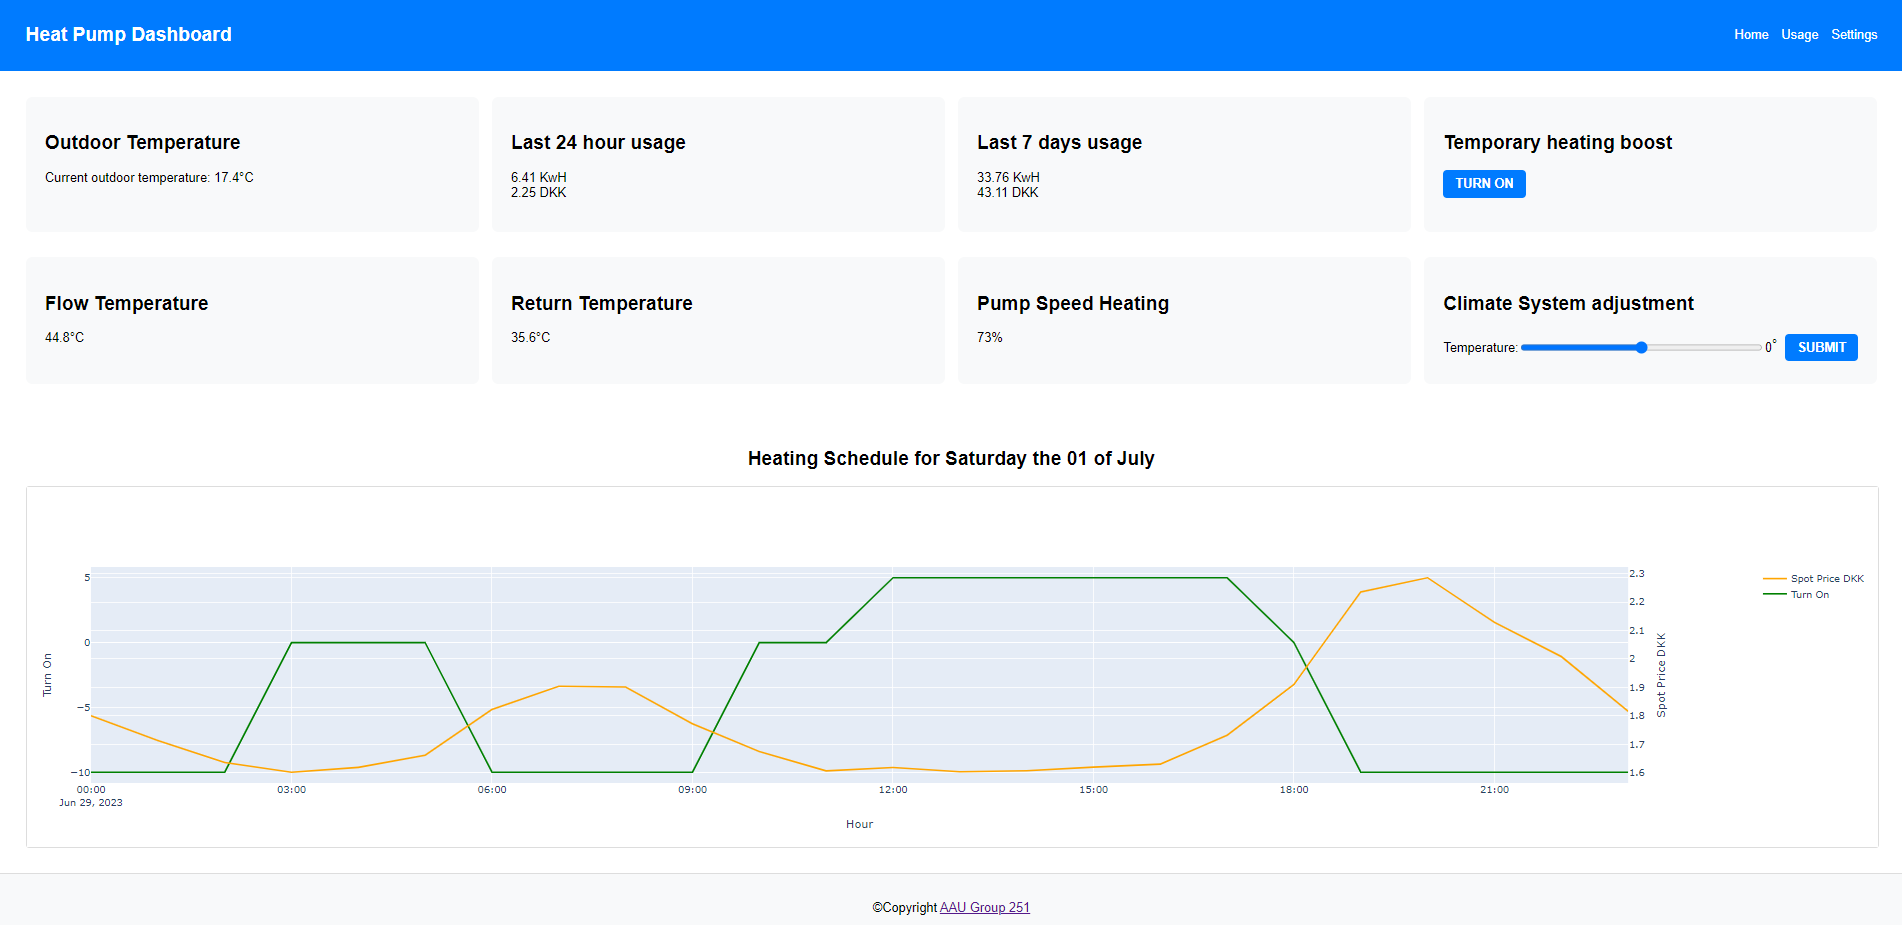 Heat Pump Dashboard
Home Usage Settings
Outdoor Temperature
Current outdoor temperature: 17.4°C
Last 24 hour usage
6.41 KwH
2.25 DKK
Last 7 days usage
33.76 KwH
43.11 DKK
Temporary heating boost
TURN ON
Flow Temperature
44.8°C
Return Temperature
35.6°C
Pump Speed Heating
73%
Climate System adjustment
Temperature: 0° SUBMIT
Heating Schedule for Saturday the 01 of July
Turn On
5
0
−5
−10
00:00 03:00 06:00 09:00 12:00 15:00 18:00 21:00
Jun 29, 2023
Hour
2.3
2.2
2.1
2
1.9
1.8
1.7
1.6
Spot Price DKK
Spot Price DKK
Turn On
©Copyright AAU Group 251